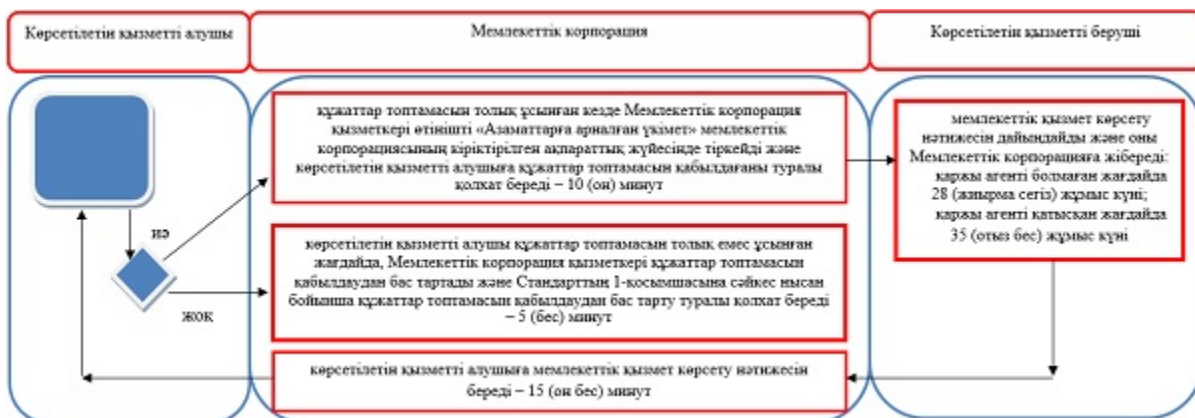 Көрсетілетін қызметті алушы
Мемлекеттік корпорация
Көрсетілетін қызметті беруші
құжаттар топтамасын толық ұсынған кезде Мемлекеттік корпорация
қызметкері өтінішті «Азаматтарға арналған үкімет» мемлекеттік
корпорациясының кіріктірілген ақпараттық жүйесінде тіркейді және
көрсетілетін қызметті алушыға құжаттар топтамасын қабылдағаны туралы
қолхат береді – 10 (он) минут
мемлекеттік қызмет көрсету
нәтижесін дайындайды және оны
Мемлекеттік корпорацияға жібереді:
қаржы агенті болмаған жағдайда
28 (жиырма сегіз) жұмыс күні;
қаржы агенті қатысқан жағдайда
35 (отыз бес) жұмыс күні
иә
көрсетілетін қызметті алушы құжаттар топтамасын толық емес ұсынған
жағдайда, Мемлекеттік корпорация қызметкері құжаттар топтамасын
қабылдаудан бас тартады және Стандарттың 1-қосымшасына сәйкес нысан
бойынша құжаттар топтамасын қабылдаудан бас тарту туралы қолхат береді
– 5 (бес) минут
жоқ
көрсетілетін қызметті алушыға мемлекеттік қызмет көрсету нәтижесін
береді – 15 (он бес) минут